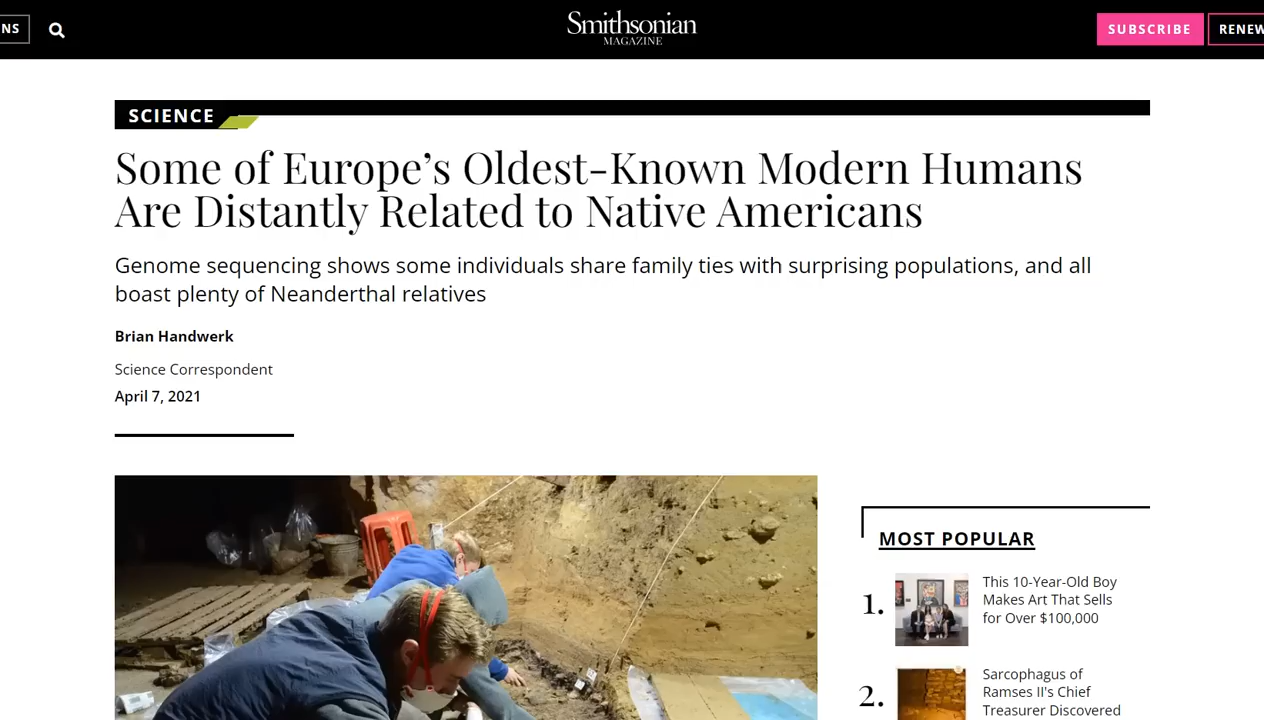 NS
Smithsonian
MAGAZINE
SUBSCRIBE
RENEW
SCIENCE
Some of Europe’s Oldest-Known Modern Humans
Are Distantly Related to Native Americans
Genome sequencing shows some individuals share family ties with surprising populations, and all
boast plenty of Neanderthal relatives
Brian Handwerk
Science Correspondent
April 7, 2021
MOST POPULAR
1.
This 10-Year-Old Boy
Makes Art That Sells
for Over $100,000
2.
Sarcophagus of
Ramses II's Chief
Treasurer Discovered